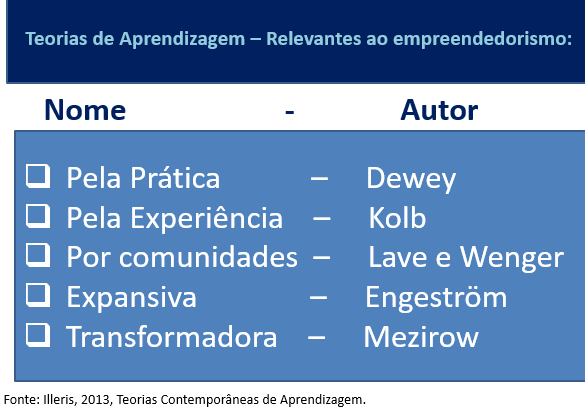 Teorias de Aprendizagem – Relevantes ao empreendedorismo:
Nome - Autor
Pela Prática – Dewey
Pela Experiência – Kolb
Por comunidades – Lave e Wenger
Expansiva – Engeström
Transformadora – Mezirow
Fonte: Illeris, 2013, Teorias Contemporâneas de Aprendizagem.